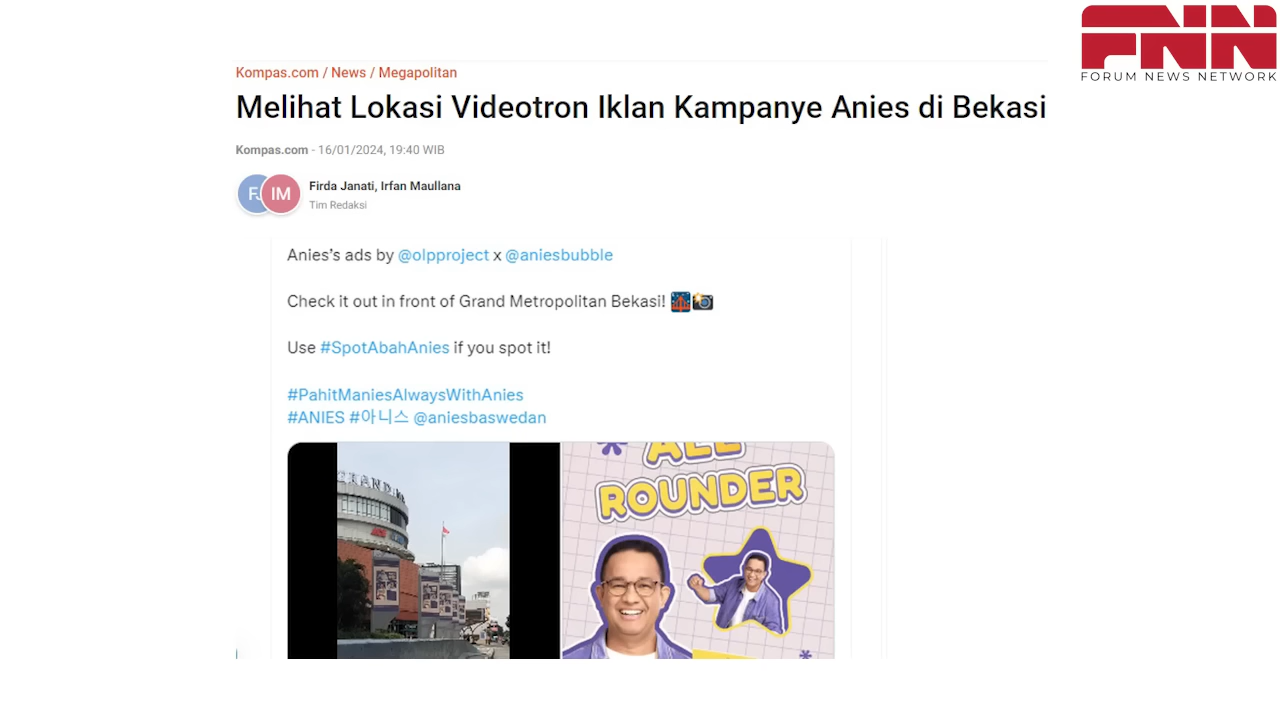 FNN
FORUM NEWS NETWORK
Kompas.com / News / Megapolitan
Melihat Lokasi Videotron Iklan Kampanye Anies di Bekasi
Kompas.com - 16/01/2024, 19:40 WIB
FJ IM
Firda Janati, Irfan Maullana
Tim Redaksi
Anies's ads by @olpproject x @aniesbubble
Check it out in front of Grand Metropolitan Bekasi!
Use #SpotAbahAnies if you spot it!
#PahitManiesAlwaysWithAnies
#ANIES #아니스 @aniesbaswedan
ALL
ROUNDER